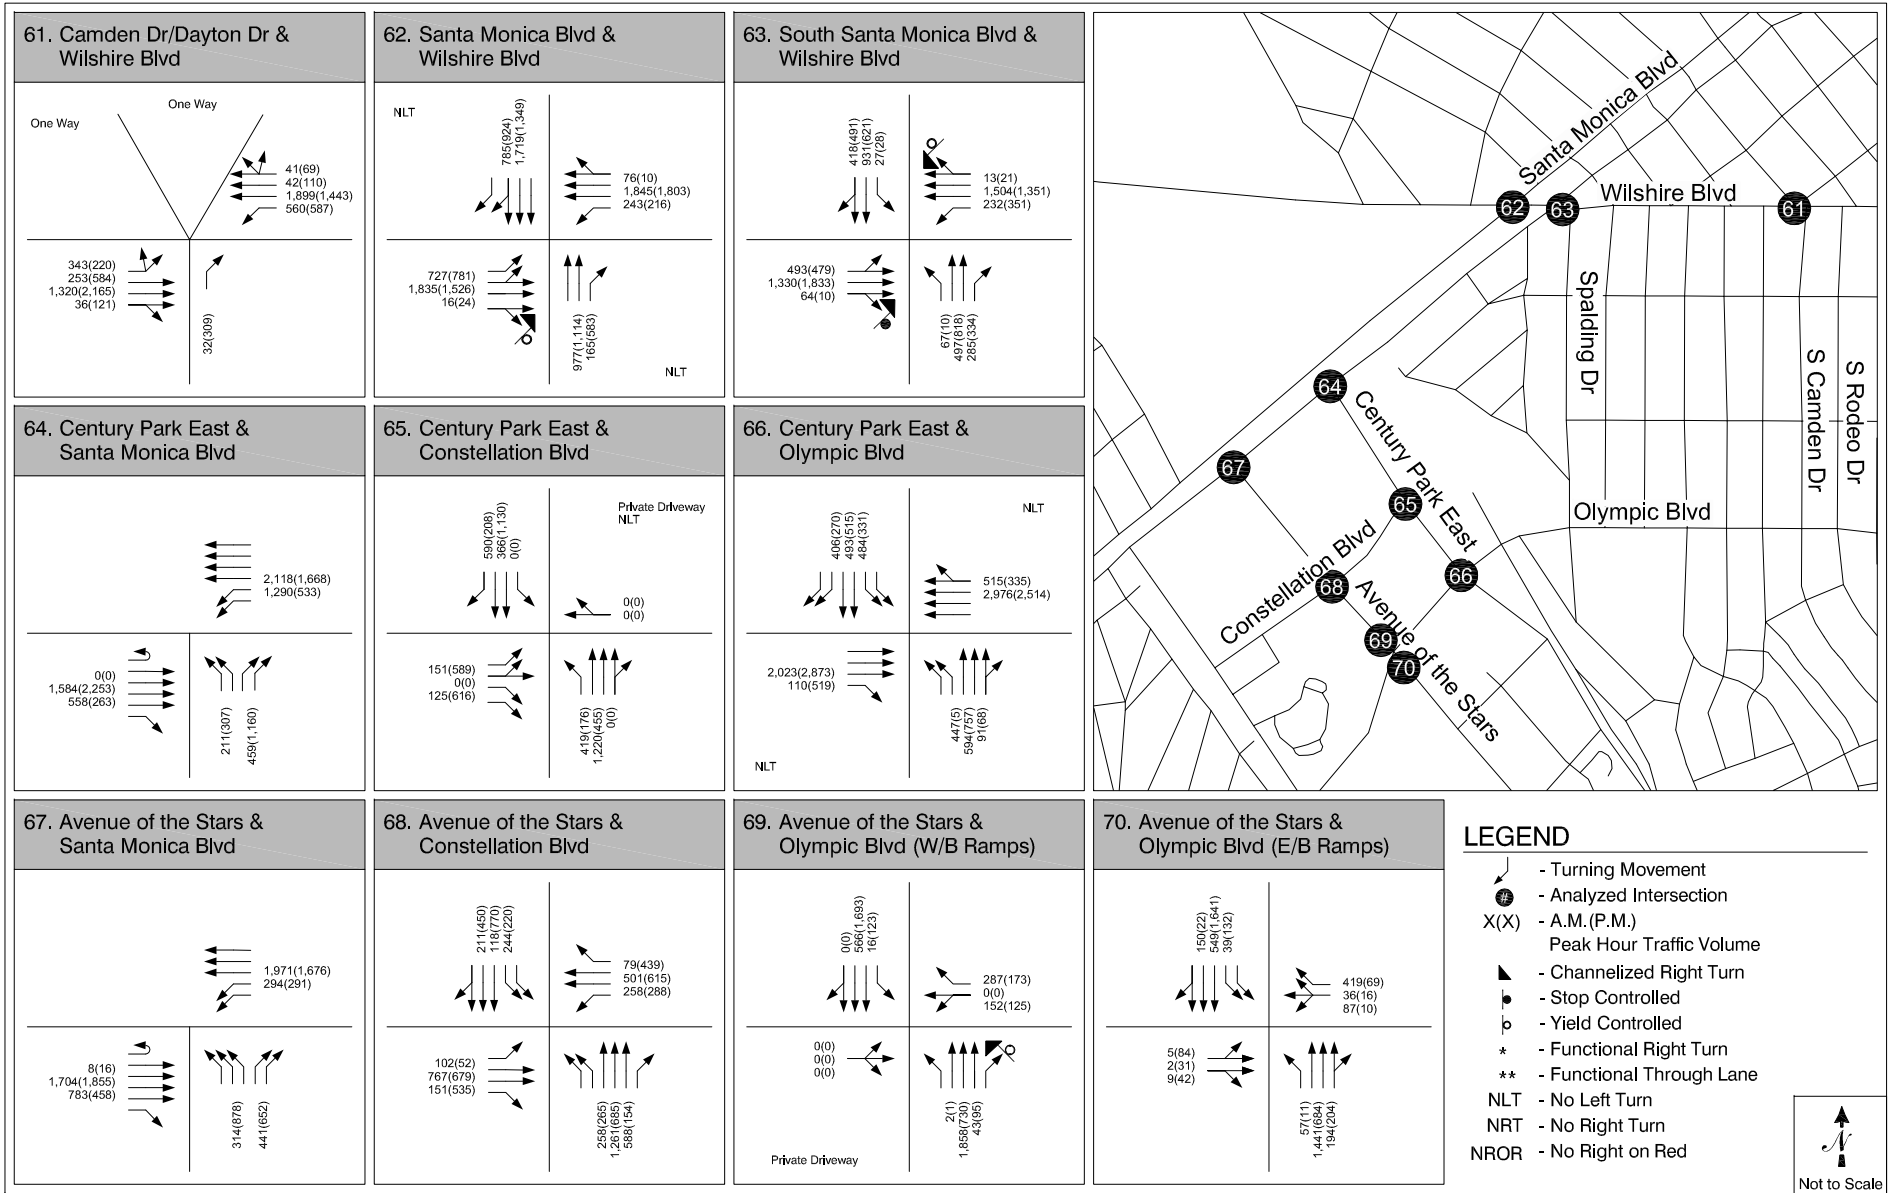 61. Camden Dr/Dayton Dr &
Wilshire Blvd
One Way
One Way
41(69)
42(110)
1,899(1,443)
560(587)
343(220)
253(584)
1,320(2,165)
36(121)
32(309)
62. Santa Monica Blvd &
Wilshire Blvd
NLT
785(924)
1,719(1,349)
76(10)
1,845(1,803)
243(216)
727(781)
1,835(1,526)
16(24)
977(1,114)
165(583)
NLT
63. South Santa Monica Blvd &
Wilshire Blvd
418(491)
931(621)
27(28)
13(21)
1,504(1,351)
232(351)
493(479)
1,330(1,833)
64(10)
67(10)
497(818)
285(334)
64. Century Park East &
Santa Monica Blvd
2,118(1,668)
1,290(533)
0(0)
1,584(2,253)
558(263)
211(307)
459(1,160)
65. Century Park East &
Constellation Blvd
590(208)
366(1,130)
0(0)
Private Driveway
NLT
0(0)
0(0)
151(589)
0(0)
125(616)
419(176)
1,220(455)
0(0)
66. Century Park East &
Olympic Blvd
406(270)
493(515)
484(331)
NLT
515(335)
2,976(2,514)
2,023(2,873)
110(519)
447(5)
594(757)
91(68)
NLT
67. Avenue of the Stars &
Santa Monica Blvd
1,971(1,676)
294(291)
8(16)
1,704(1,855)
783(458)
314(878)
441(652)
68. Avenue of the Stars &
Constellation Blvd
211(450)
118(770)
244(220)
79(439)
501(615)
258(288)
102(52)
767(679)
151(535)
258(265)
1,261(685)
588(154)
69. Avenue of the Stars &
Olympic Blvd (W/B Ramps)
0(0)
566(1,693)
16(123)
287(173)
0(0)
152(125)
0(0)
0(0)
0(0)
2(1)
1,858(730)
43(95)
Private Driveway
70. Avenue of the Stars &
Olympic Blvd (E/B Ramps)
150(22)
549(1,641)
39(132)
419(69)
36(16)
87(10)
5(84)
2(31)
9(42)
57(11)
1,441(684)
194(204)
Santa Monica Blvd
Wilshire Blvd
62
63
61
Spalding Dr
S Camden Dr
S Rodeo Dr
64
Century Park East
67
65
Olympic Blvd
Constellation Blvd
66
68
Avenue of the Stars
69
70
LEGEND
- Turning Movement
# - Analyzed Intersection
X(X) - A.M.(P.M.)
Peak Hour Traffic Volume
- Channelized Right Turn
- Stop Controlled
- Yield Controlled
* - Functional Right Turn
** - Functional Through Lane
NLT - No Left Turn
NRT - No Right Turn
NROR - No Right on Red
N
Not to Scale